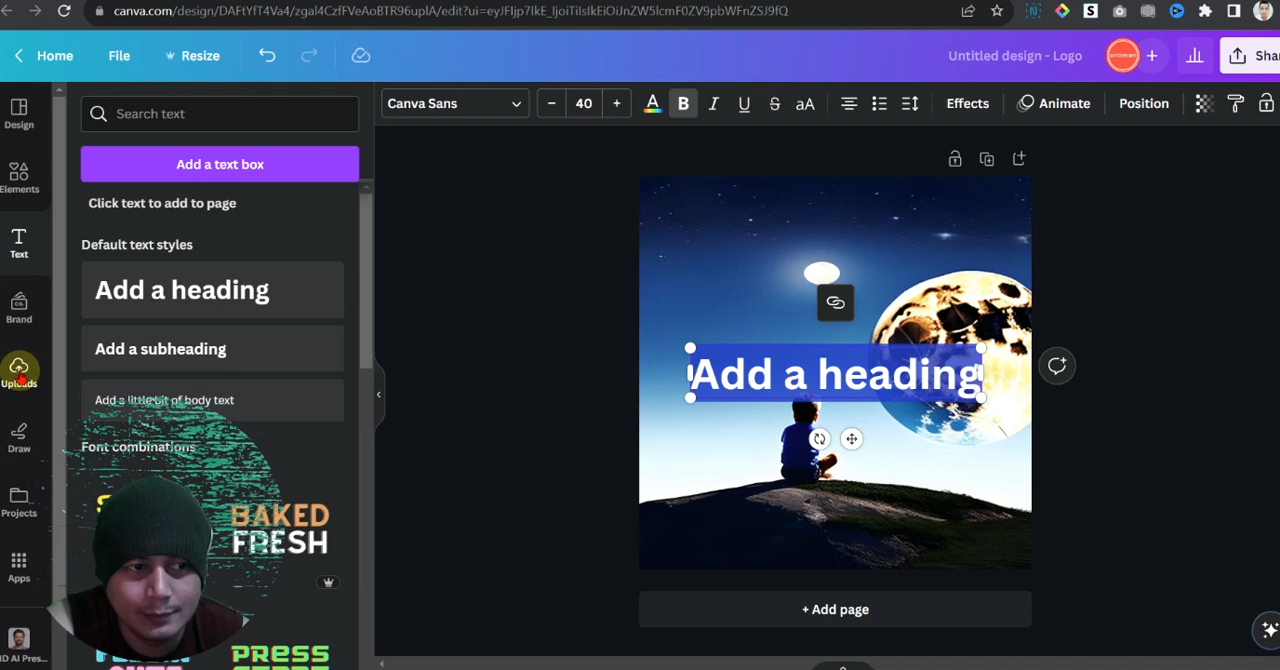 canva.com/design/DAFtYfT4Va4/zgal4CzfFVeAoBTR96uplA/edit?ui=eyJFIjp7IkE_IjoiTiIsIkEiOiJnZW5lcmF0ZV9pbWFnZSJ9fQ
Home
File
Resize
Untitled design - Logo
Shar
Design
Elements
Text
Brand
Uploads
Draw
Projects
Apps
Search text
Add a text box
Click text to add to page
Default text styles
Add a heading
Add a subheading
Add a little bit of body text
Font combinations
BAKED
FRESH
PRESS
Canva Sans
40
B
I
U
S
aA
Effects
Animate
Position
Add a heading
+ Add page